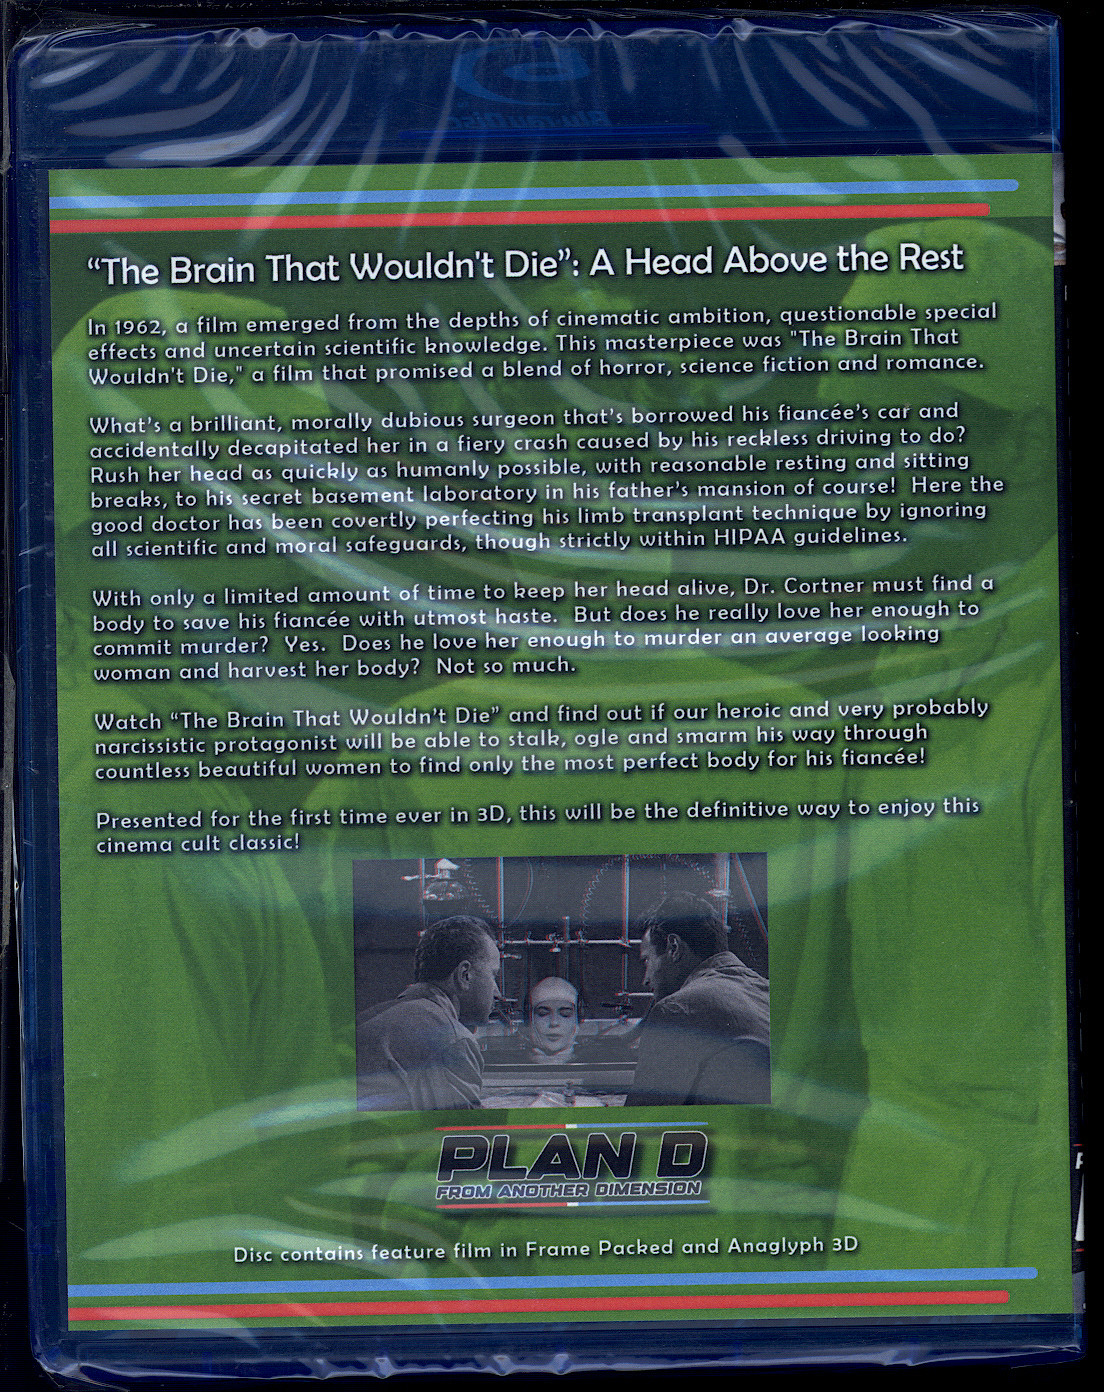 “The Brain That Wouldn't Die”: A Head Above the Rest
In 1962, a film emerged from the depths of cinematic ambition, questionable special
effects and uncertain scientific knowledge. This masterpiece was "The Brain That
Wouldn't Die," a film that promised a blend of horror, science fiction and romance.
What’s a brilliant, morally dubious surgeon that’s borrowed his fiancée’s car and
accidentally decapitated her in a fiery crash caused by his reckless driving to do?
Rush her head as quickly as humanly possible, with reasonable resting and sitting
breaks, to his secret basement laboratory in his father’s mansion of course!  Here the
good doctor has been covertly perfecting his limb transplant technique by ignoring
all scientific and moral safeguards, though strictly within HIPAA guidelines.
With only a limited amount of time to keep her head alive, Dr. Cortner must find a
body to save his fiancée with utmost haste.  But does he really love her enough to
commit murder?  Yes.  Does he love her enough to murder an average looking
woman and harvest her body?  Not so much.
Watch “The Brain That Wouldn’t Die” and find out if our heroic and very probably
narcissistic protagonist will be able to stalk, ogle and smarm his way through
countless beautiful women to find only the most perfect body for his fiancée!
Presented for the first time ever in 3D, this will be the definitive way to enjoy this
cinema cult classic!
PLAN D
FROM ANOTHER DIMENSION
Disc contains feature film in Frame Packed and Anaglyph 3D